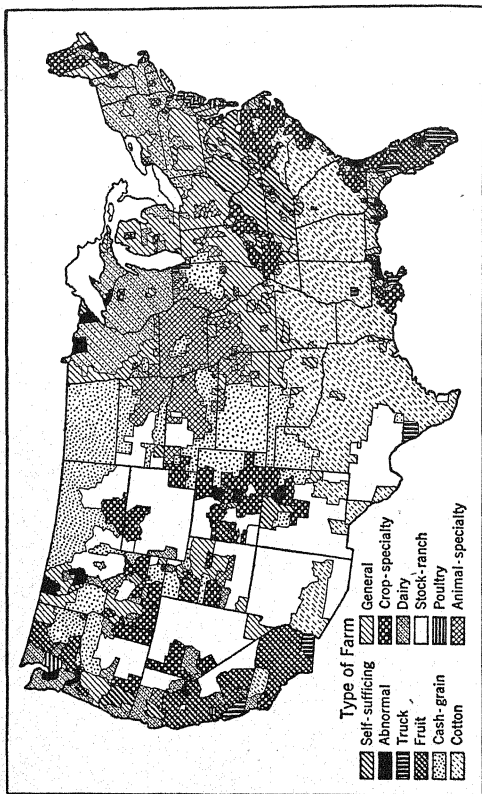 Type of Farm
Self-sufficing
Abnormal
Truck
Fruit
Cash-grain
Cotton
General
Crop-specialty
Dairy
Stock-ranch
Poultry
Animal-specialty